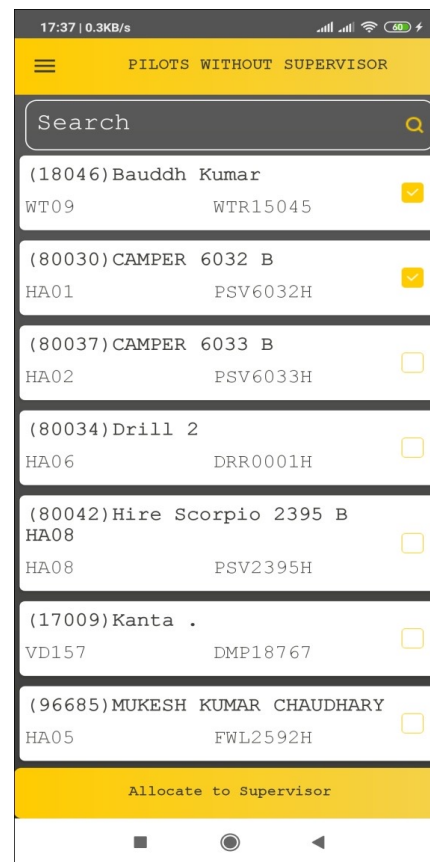 17:37 | 0.3KB/s 60
PILOTS WITHOUT SUPERVISOR
Search
(18046)Bauddh Kumar
WT09 WTR15045
(80030)CAMPER 6032 B
HA01 PSV6032H
(80037)CAMPER 6033 B
HA02 PSV6033H
(80034)Drill 2
HA06 DRR0001H
(80042)Hire Scorpio 2395 B
HA08
HA08 PSV2395H
(17009)Kanta .
VD157 DMP18767
(96685)MUKESH KUMAR CHAUDHARY
HA05 FWL2592H
Allocate to Supervisor